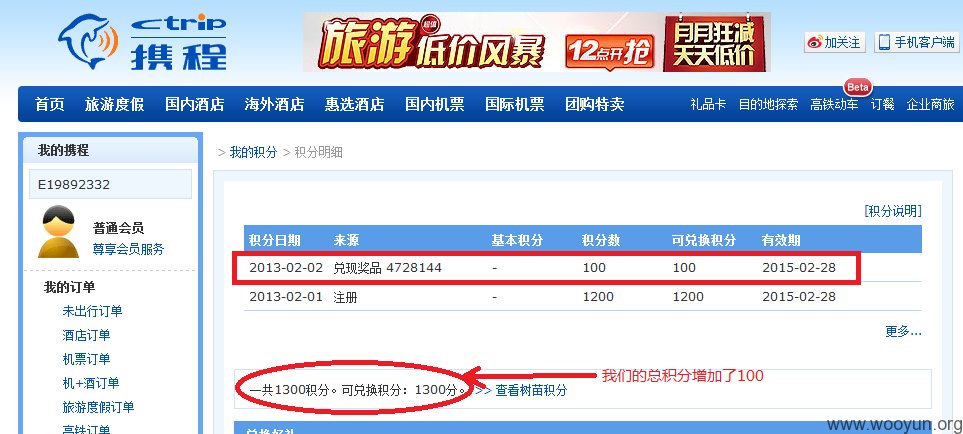 Ctrip
携程
旅游 超值 低价风暴 12点开抢 月月狂减
天天低价
加关注
手机客户端
首页 旅游度假 国内酒店 海外酒店 惠选酒店 国内机票 国际机票 团购特卖
Beta
礼品卡 目的地探索 高铁动车 订餐 企业商旅
我的携程
E19892332
普通会员
尊享会员服务
我的订单
未出行订单
酒店订单
机票订单
机+酒订单
旅游度假订单
高铁订单
> 我的积分 > 积分明细
[积分说明]
积分日期 来源 基本积分 积分数 可兑换积分 有效期
2013-02-02 兑现奖品 4728144 - 100 100 2015-02-28
2013-02-01 注册 - 1200 1200 2015-02-28
更多...
一共1300积分。可兑换积分：1300分。 >> 查看树苗积分
我们的总积分增加了100
www.wooyun.org